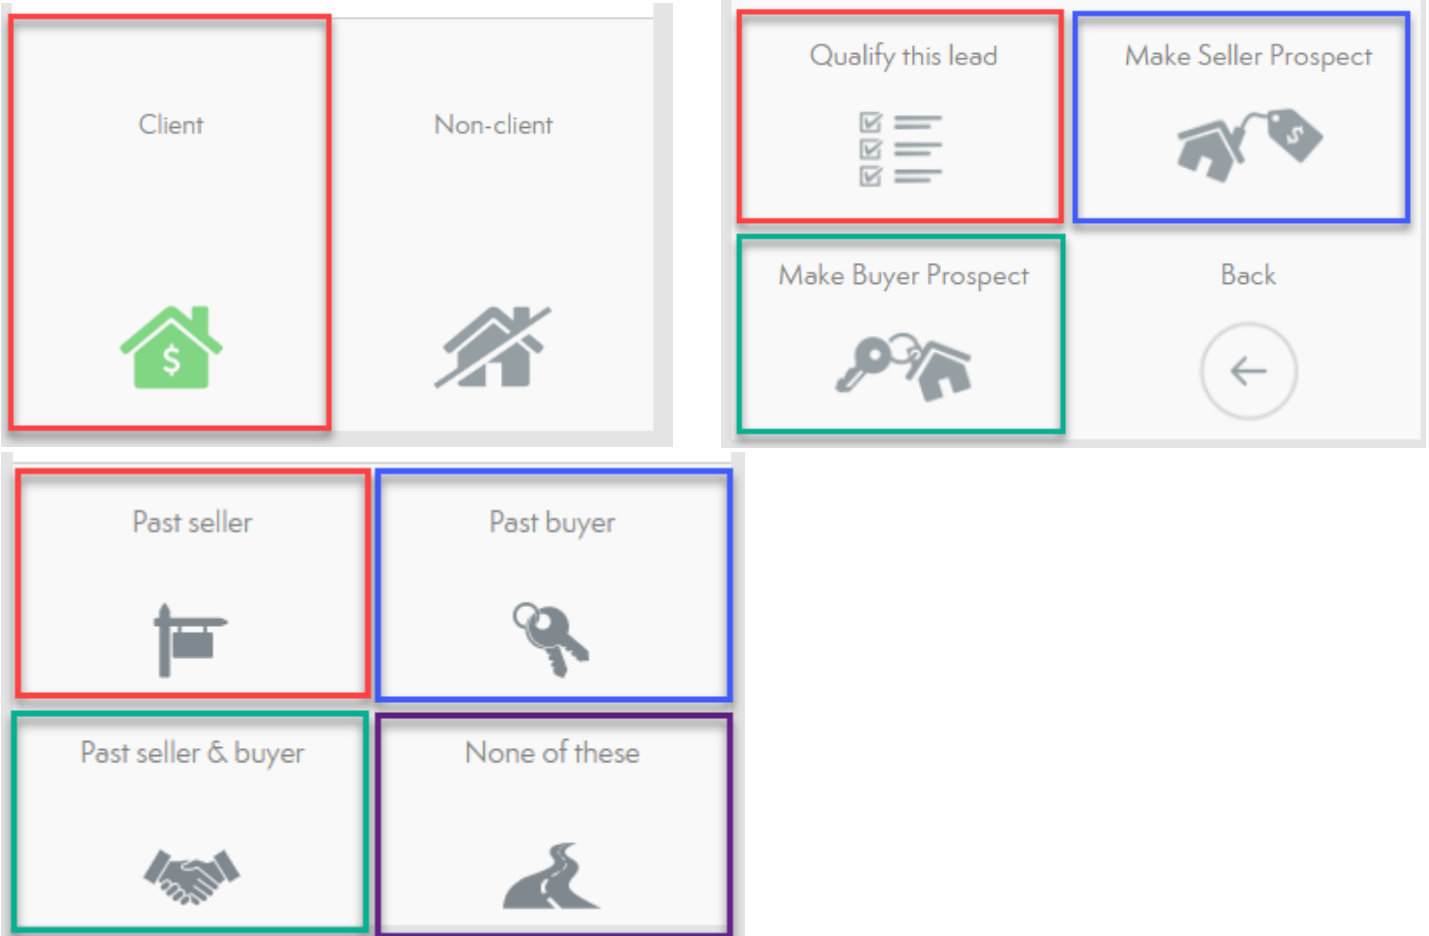 Client
Non-client
Qualify this lead
Make Seller Prospect
$
$
Make Buyer Prospect
Back
Past seller
Past buyer
Past seller & buyer
None of these